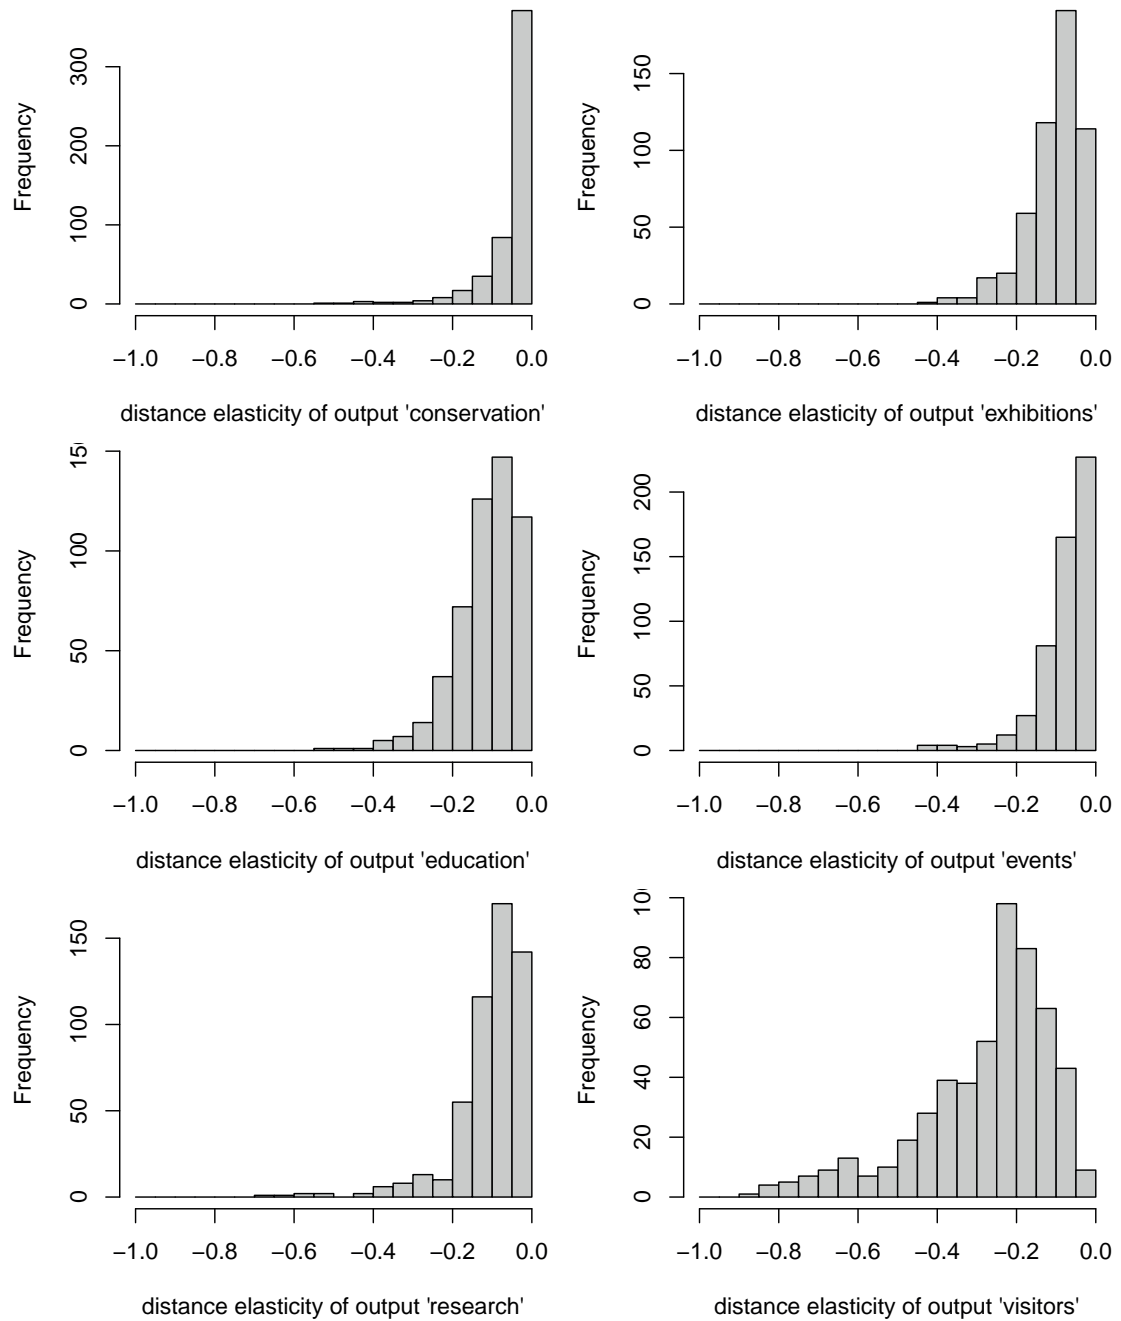 Frequency
0 100 200 300
−1.0 −0.8 −0.6 −0.4 −0.2 0.0
distance elasticity of output 'conservation'
Frequency
0 50 100 150
−1.0 −0.8 −0.6 −0.4 −0.2 0.0
distance elasticity of output 'exhibitions'
Frequency
0 50 100 15
−1.0 −0.8 −0.6 −0.4 −0.2 0.0
distance elasticity of output 'education'
Frequency
0 50 100 150 200
−1.0 −0.8 −0.6 −0.4 −0.2 0.0
distance elasticity of output 'events'
Frequency
0 50 100 150
−1.0 −0.8 −0.6 −0.4 −0.2 0.0
distance elasticity of output 'research'
Frequency
0 20 40 60 80 10
−1.0 −0.8 −0.6 −0.4 −0.2 0.0
distance elasticity of output 'visitors'